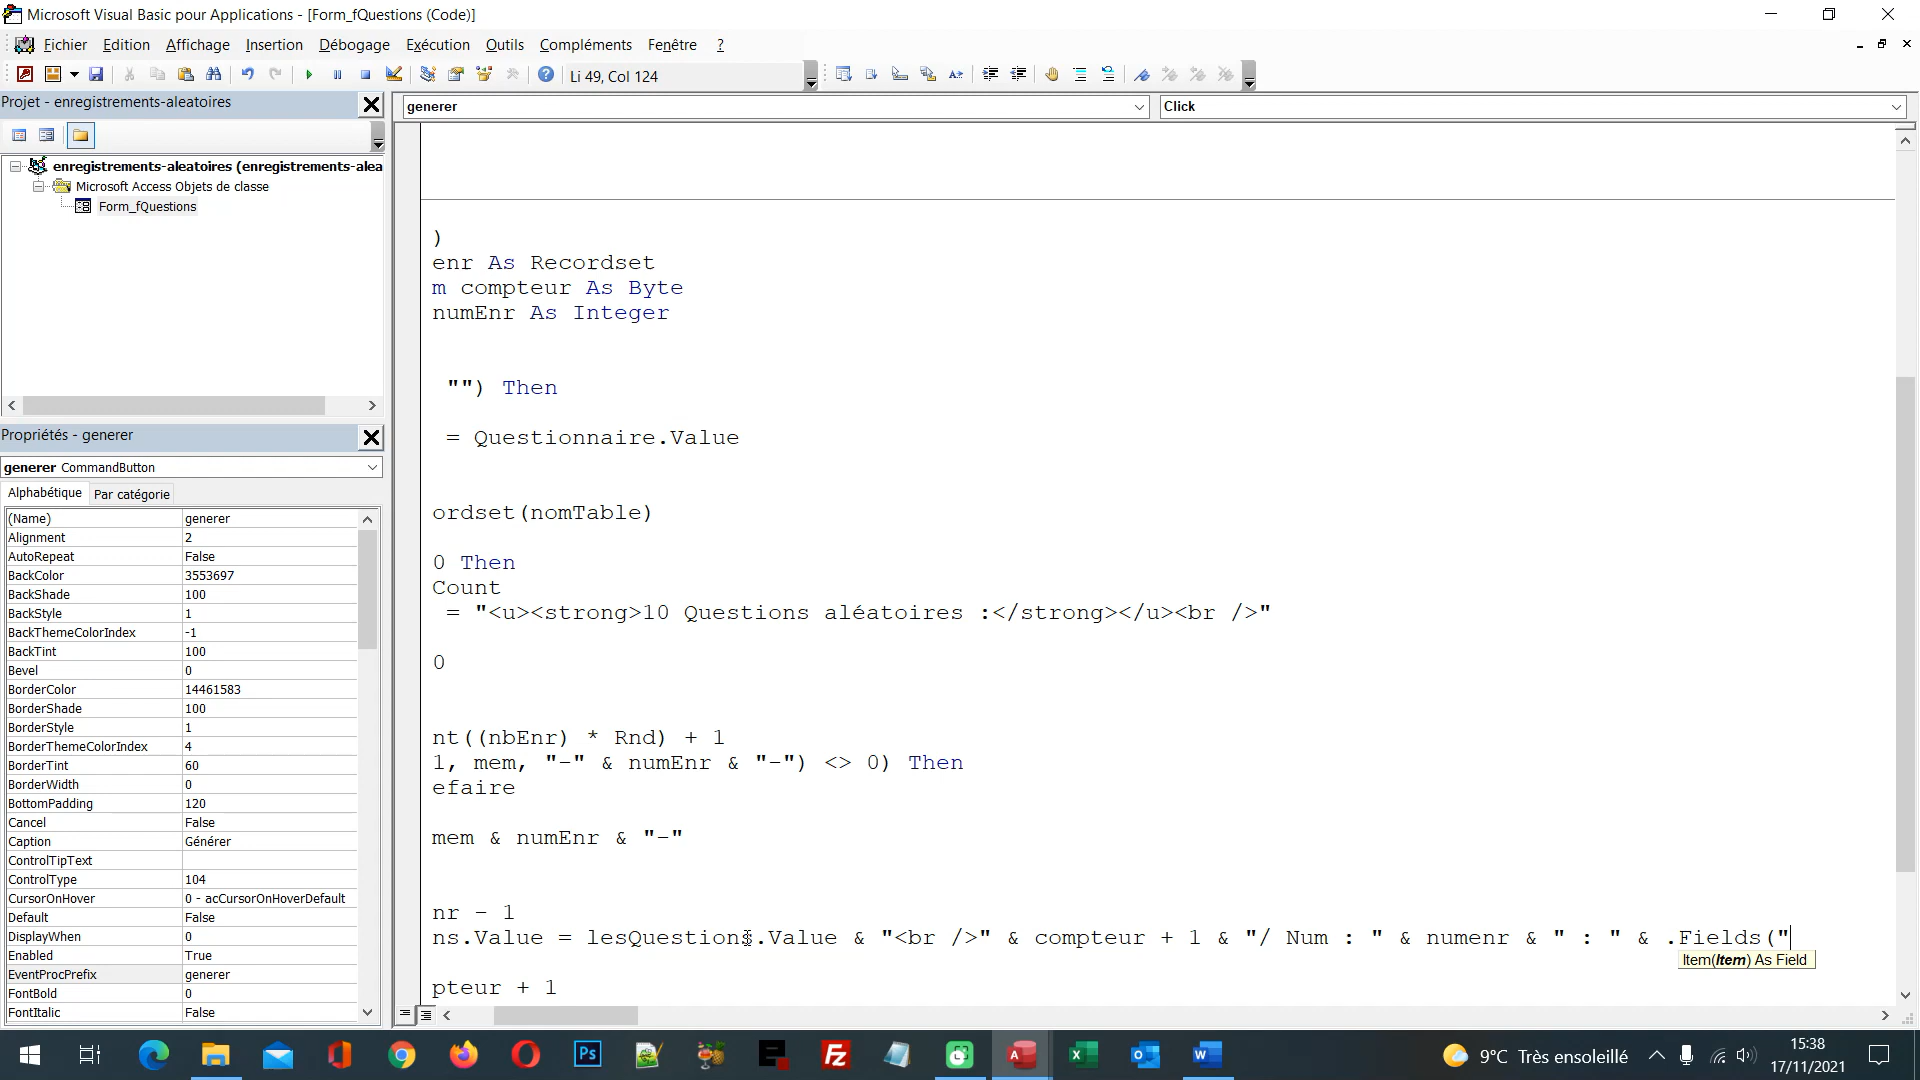 Microsoft Visual Basic pour Applications - [Form_fQuestions (Code)]
Fichier Edition Affichage Insertion Débogage Exécution Outils Compléments Fenêtre ?
Li 49, Col 124
Projet - enregistrements-aleatoires
generer
Click
enregistrements-aleatoires (enregistrements-alea
Microsoft Access Objets de classe
Form_fQuestions
)
enr As Recordset
m compteur As Byte
numEnr As Integer
"") Then
= Questionnaire.Value
ordset(nomTable)
0 Then
Count
= "<u><strong>10 Questions aléatoires :</strong></u><br />"
0
nt((nbEnr) * Rnd) + 1
1, mem, "-" & numEnr & "-") <> 0) Then
efaire
mem & numEnr & "-"
nr - 1
ns.Value = lesQuestions.Value & "<br />" & compteur + 1 & "/ Num : " & numenr & " : " & .Fields("
Item(Item) As Field
pteur + 1
Propriétés - generer
generer CommandButton
Alphabétique Par catégorie
(Name) generer
Alignment 2
AutoRepeat False
BackColor 3553697
BackShade 100
BackStyle 1
BackThemeColorIndex -1
BackTint 100
Bevel 0
BorderColor 14461583
BorderShade 100
BorderStyle 1
BorderThemeColorIndex 4
BorderTint 60
BorderWidth 0
BottomPadding 120
Cancel False
Caption Générer
ControlTipText
ControlType 104
CursorOnHover 0 - acCursorOnHoverDefault
Default False
DisplayWhen 0
Enabled True
EventProcPrefix generer
FontBold 0
FontItalic False
9°C Très ensoleillé
15:38
17/11/2021